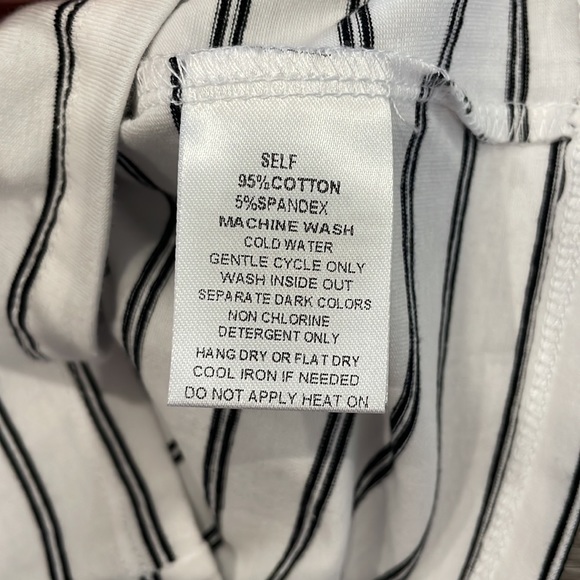 SELF
95%COTTON
5%SPANDEX
MACHINE WASH
COLD WATER
GENTLE CYCLE ONLY
WASH INSIDE OUT
SEPARATE DARK COLORS
NON CHLORINE
DETERGENT ONLY
HANG DRY OR FLAT DRY
COOL IRON IF NEEDED
DO NOT APPLY HEAT ON